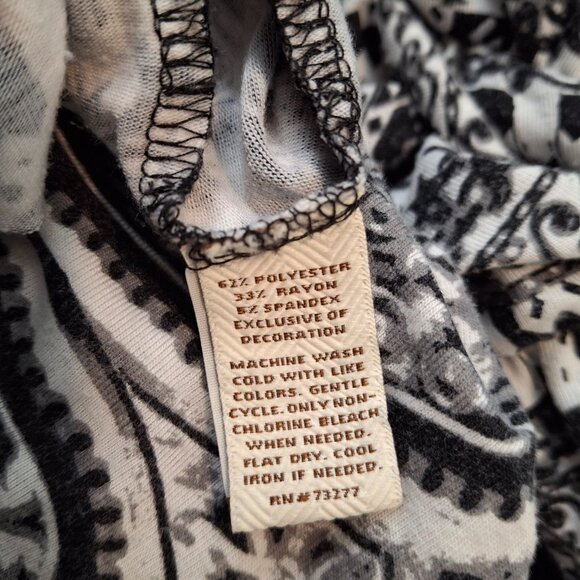 62% POLYESTER
33% RAYON
5% SPANDEX
EXCLUSIVE OF
DECORATION
MACHINE WASH
COLD WITH LIKE
COLORS. GENTLE
CYCLE. ONLY NON-
CHLORINE BLEACH
WHEN NEEDED.
FLAT DRY. COOL
IRON IF NEEDED.
RN#73277